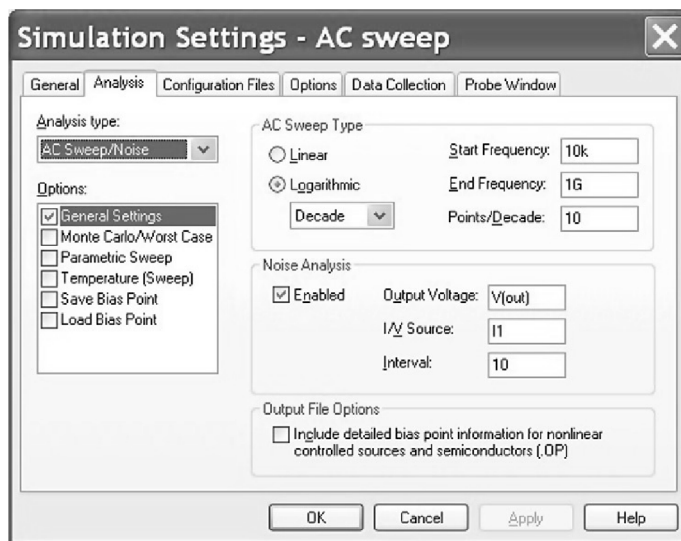 Simulation Settings - AC sweep
General Analysis Configuration Files Options Data Collection Probe Window
Analysis type:
AC Sweep/Noise
Options:
General Settings
Monte Carlo/Worst Case
Parametric Sweep
Temperature (Sweep)
Save Bias Point
Load Bias Point
AC Sweep Type
Linear
Logarithmic
Decade
Start Frequency: 10k
End Frequency: 1G
Points/Decade: 10
Noise Analysis
Enabled
Output Voltage: V(out)
I/V Source: I1
Interval: 10
Output File Options
Include detailed bias point information for nonlinear
controlled sources and semiconductors (.OP)
OK Cancel Apply Help